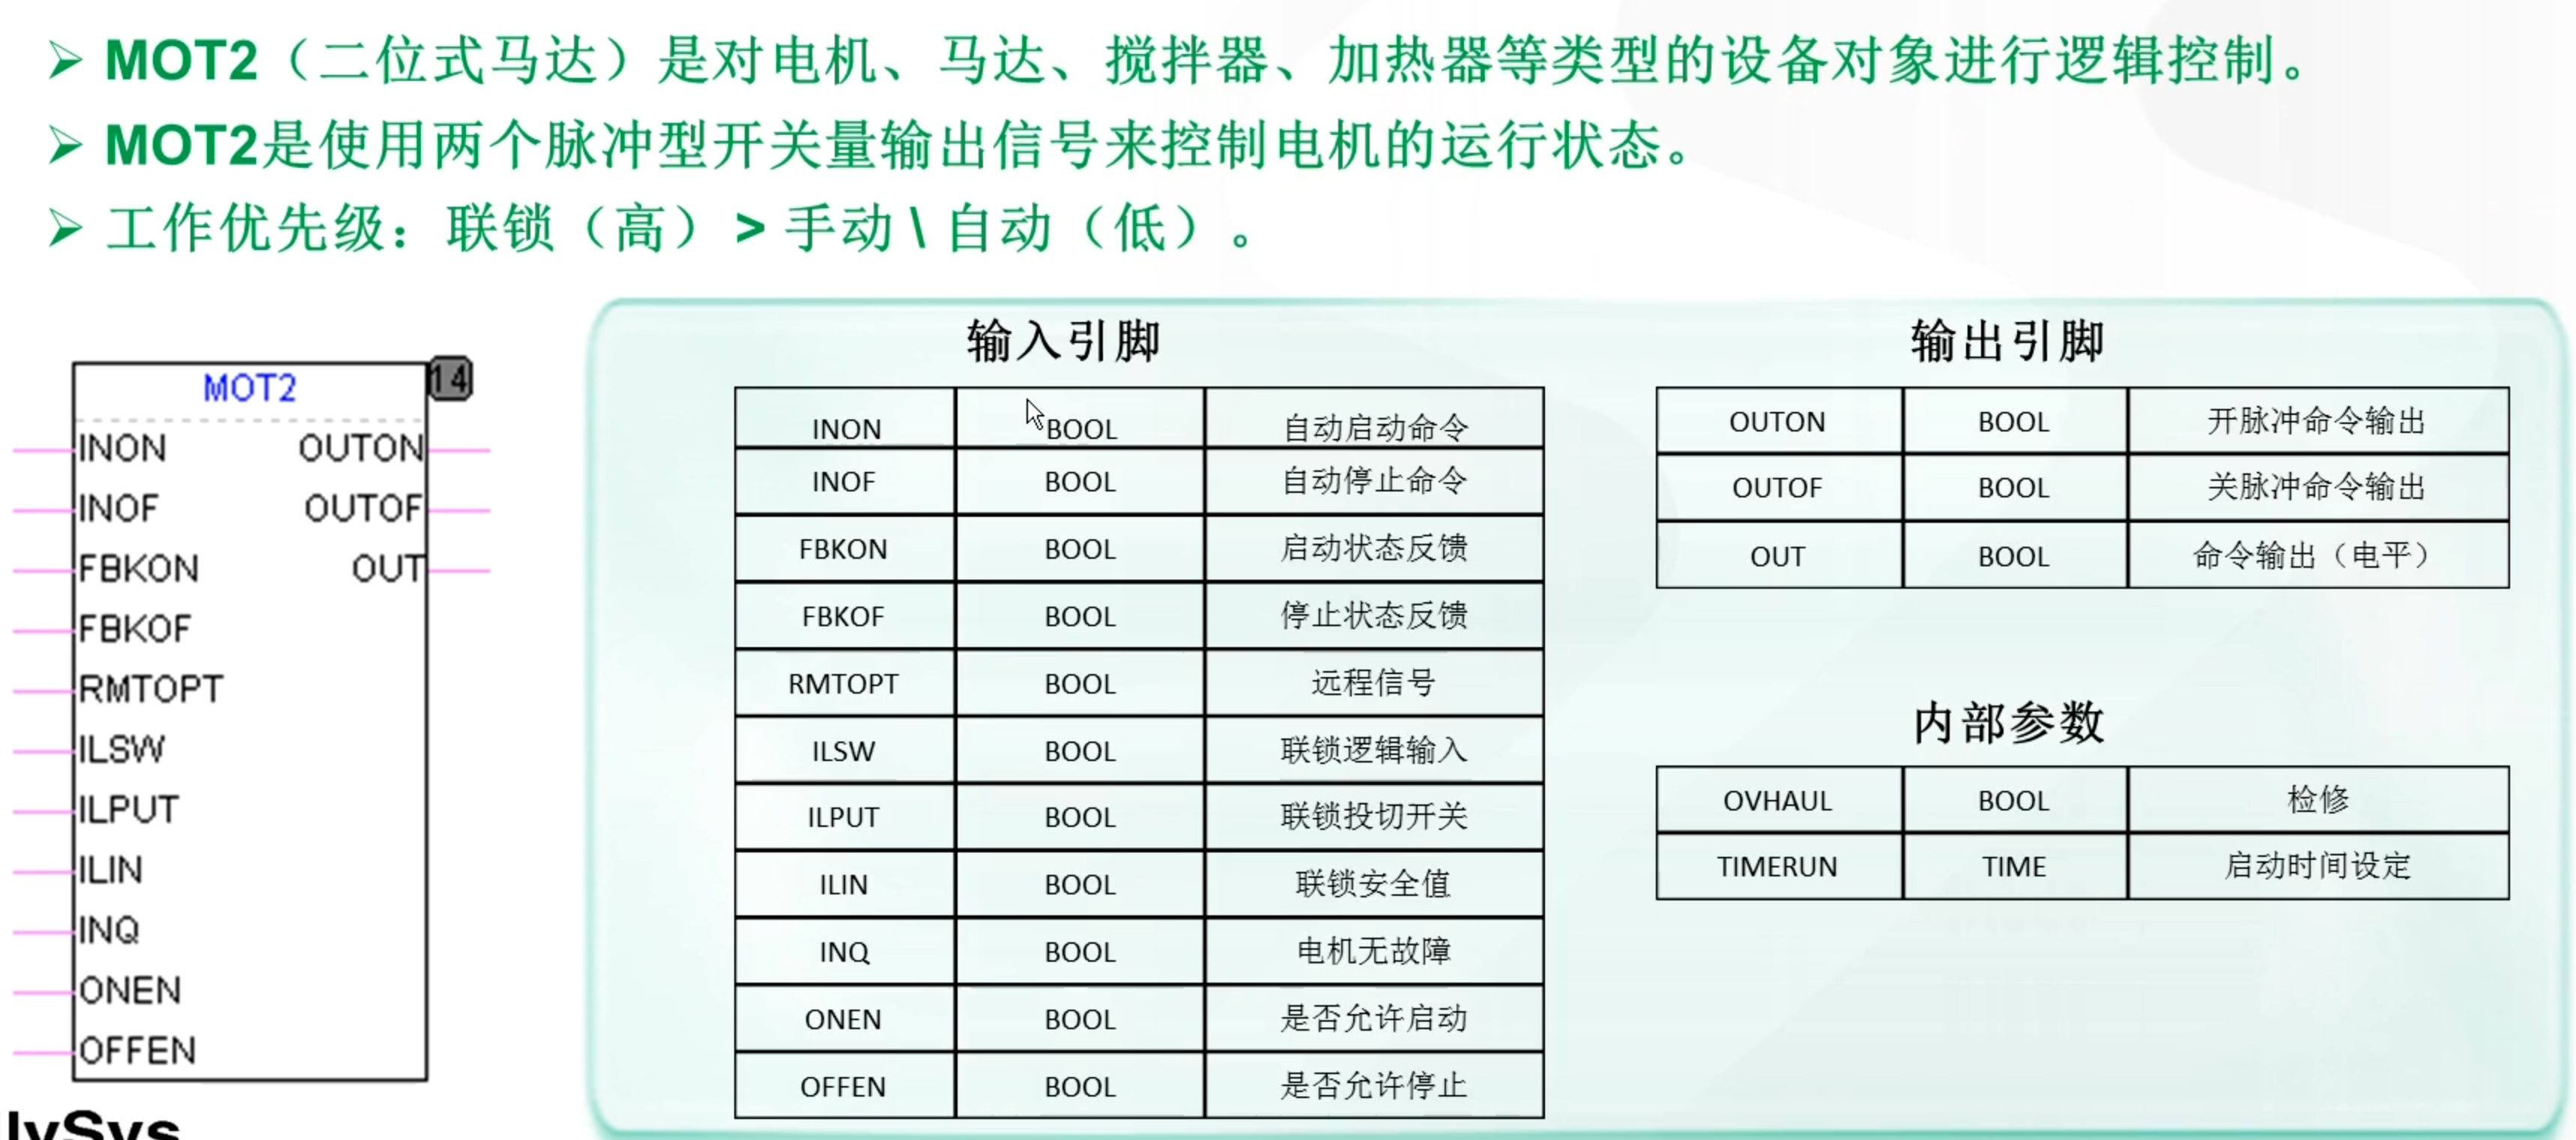 ➢ MOT2（二位式马达）是对电机、马达、搅拌器、加热器等类型的设备对象进行逻辑控制。
➢ MOT2是使用两个脉冲型开关量输出信号来控制电机的运行状态。
➢ 工作优先级：联锁（高）> 手动 \ 自动（低）。
MOT2
14
INON OUTON
INOF OUTOF
FBKON OUT
FBKOF
RMTOPT
ILSW
ILPUT
ILIN
INQ
ONEN
OFFEN
输入引脚
INON BOOL 自动启动命令
INOF BOOL 自动停止命令
FBKON BOOL 启动状态反馈
FBKOF BOOL 停止状态反馈
RMTOPT BOOL 远程信号
ILSW BOOL 联锁逻辑输入
ILPUT BOOL 联锁投切开关
ILIN BOOL 联锁安全值
INQ BOOL 电机无故障
ONEN BOOL 是否允许启动
OFFEN BOOL 是否允许停止
输出引脚
OUTON BOOL 开脉冲命令输出
OUTOF BOOL 关脉冲命令输出
OUT BOOL 命令输出（电平）
内部参数
OVHAUL BOOL 检修
TIMERUN TIME 启动时间设定